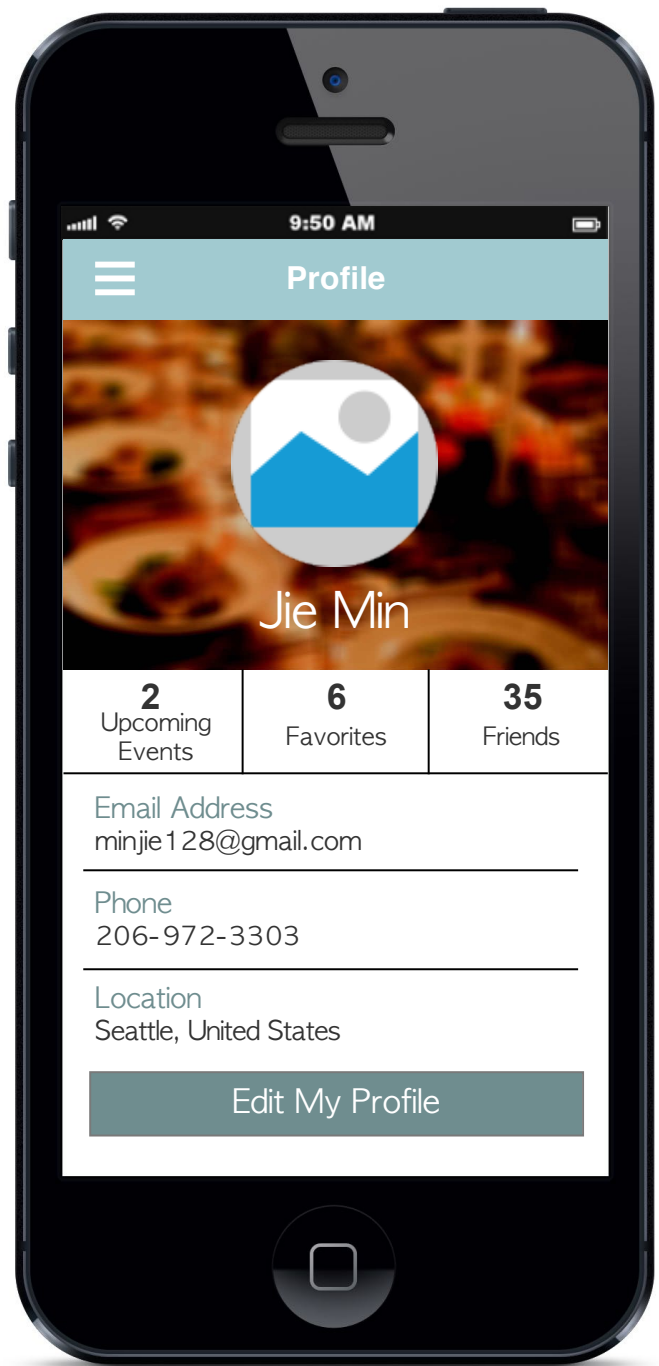 9:50 AM
Profile
Jie Min
2
Upcoming
Events
6
Favorites
35
Friends
Email Address
minjie128@gmail.com
Phone
206-972-3303
Location
Seattle, United States
Edit My Profile